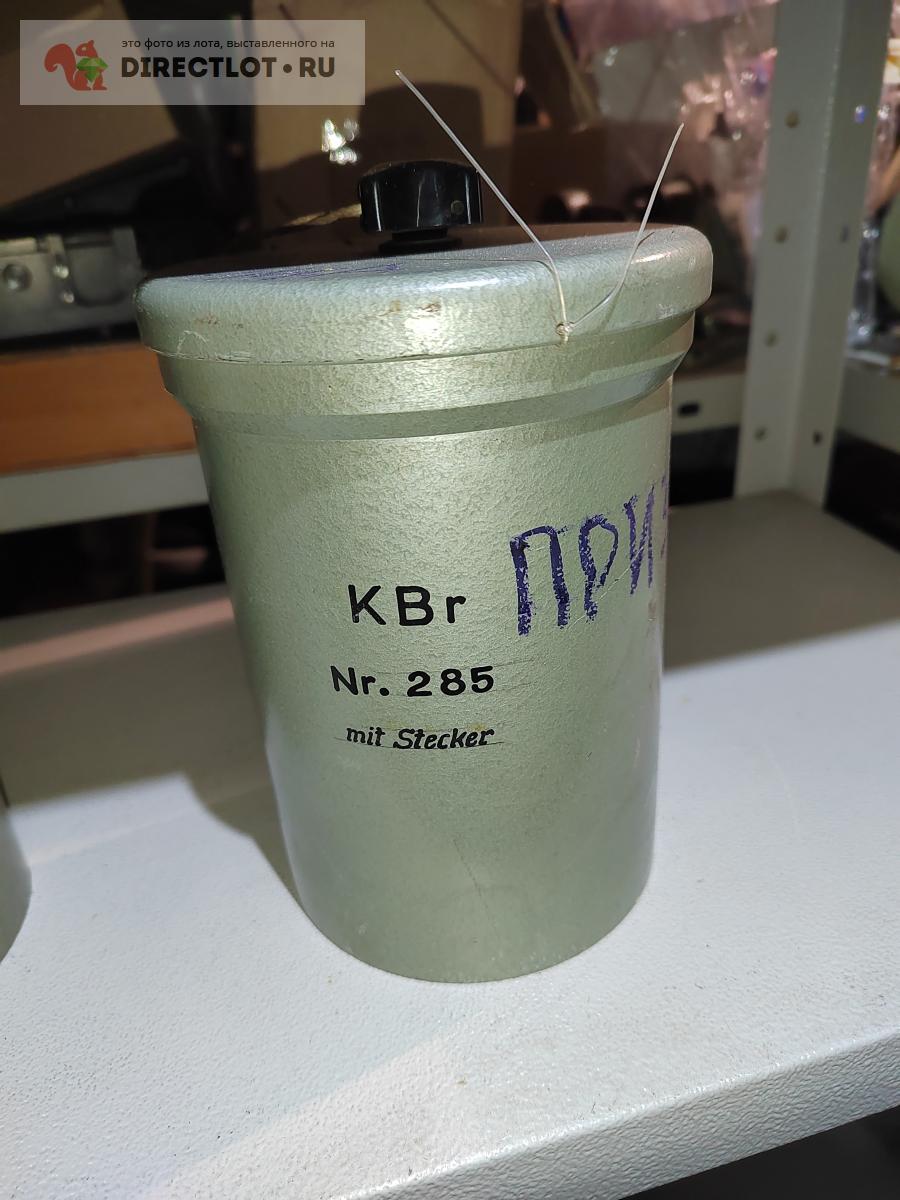 это фото из лота, выставленного на
DIRECTLOT•RU
KBr
Nr. 285
mit Stecker